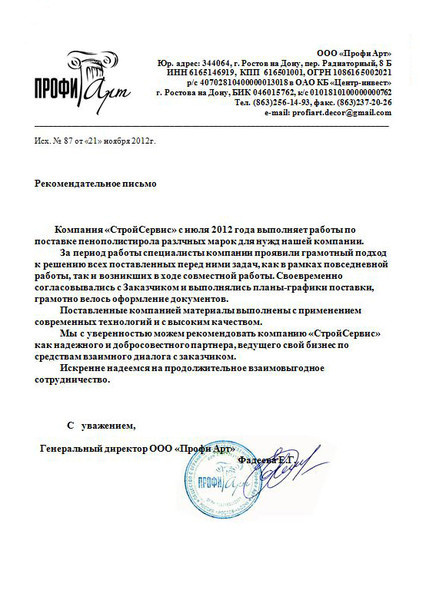 ПРОФИ Арт
ООО «Профи Арт»
Юр. адрес: 344064, г. Ростов на Дону, пер. Радиаторный, 8 Б
ИНН 6165146919, КПП 616501001, ОГРН 1086165002021
р/с 40702810400000013018 в ОАО КБ «Центр-инвест»
г. Ростова на Дону, БИК 046015762, к/с 01018101000000000762
Тел. (863)256-14-93, факс. (863)237-20-26
e-mail: profiart.decor@gmail.com
Исх. № 87 от «21» ноября 2012г.
Рекомендательное письмо
Компания «СтройСервис» с июля 2012 года выполняет работы по
поставке пенополистирола разлчных марок для нужд нашей компании.
За период работы специалисты компании проявили грамотный подход
к решению всех поставленных перед ними задач, как в рамках повседневной
работы, так и возникших в ходе совместной работы. Своевременно
согласовывались с Заказчиком и выполнялись планы-графики поставки,
грамотно велось оформление документов.
Поставленные компанией материалы выполнены с применением
современных технологий и с высоким качеством.
Мы с уверенностью можем рекомендовать компанию «СтройСервис»
как надежного и добросовестного партнера, ведущего свой бизнес по
средствам взаимного диалога с заказчиком.
Искренне надеемся на продолжительное взаимовыгодное
сотрудничество.
С уважением,
Генеральный директор ООО «Профи Арт»
Фадеева Е.Г.
ПРОФИ Арт